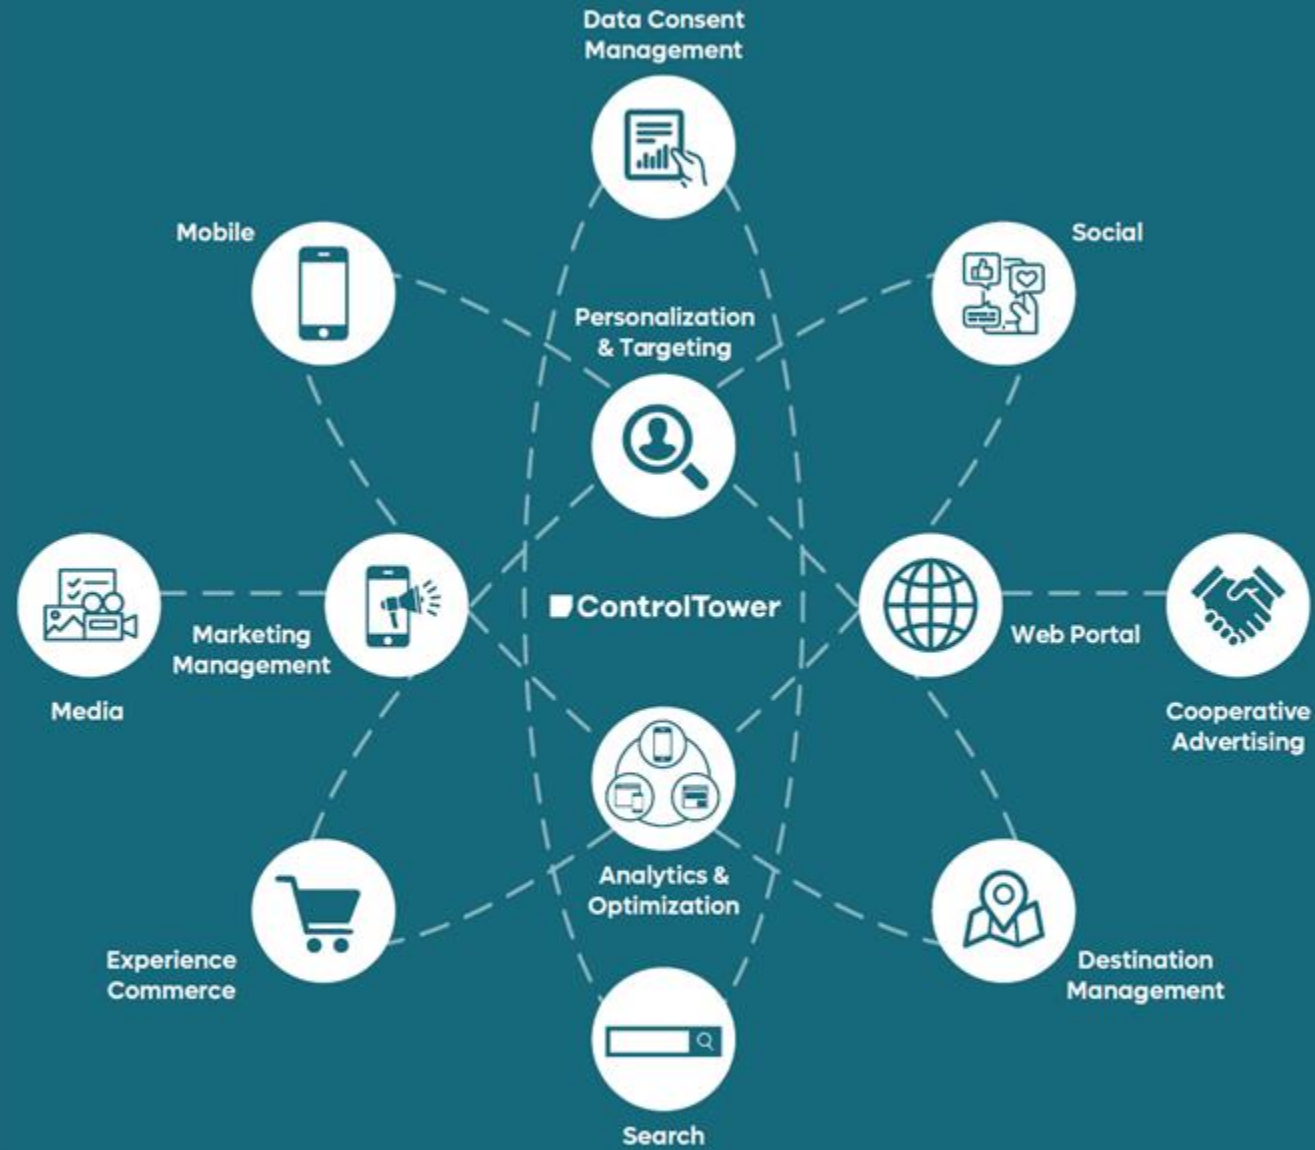 Data Consent
Management
Mobile
Social
Personalization
& Targeting
ControlTower
Marketing
Management
Web Portal
Media
Cooperative
Advertising
Analytics &
Optimization
Experience
Commerce
Destination
Management
Search